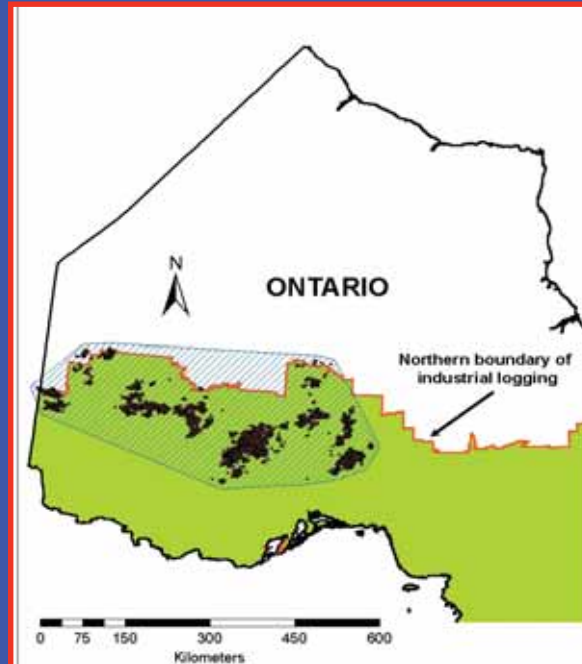 N
ONTARIO
Northern boundary of
industrial logging
0 75 150 300 450 600
Kilometers